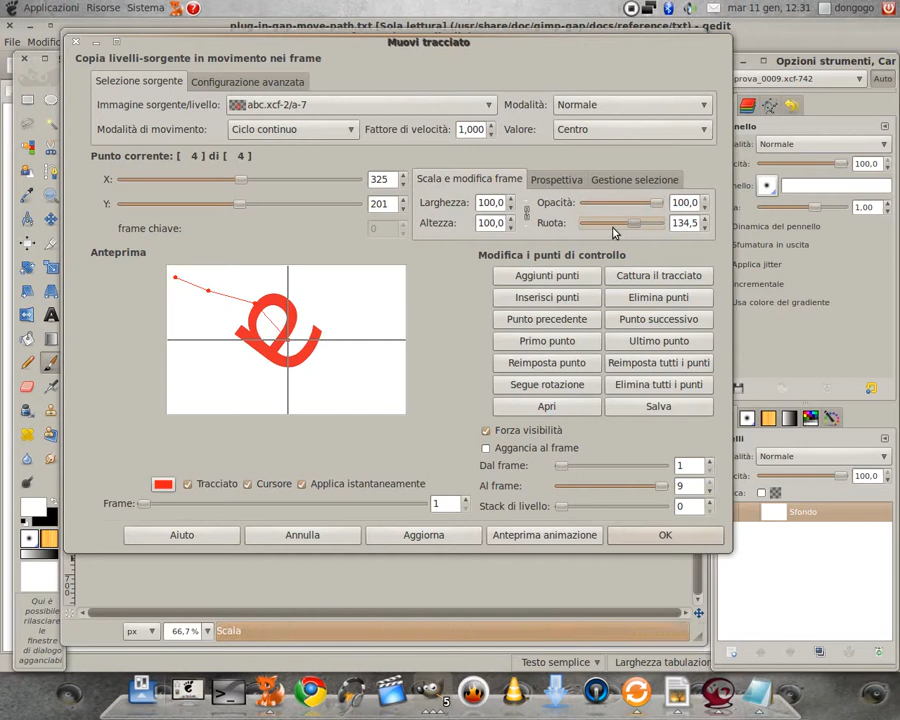 Applicazioni Risorse Sistema mar 11 gen, 12.31 dongogo
plug-in-gap-move-path.txt [Sola lettura] (/usr/share/doc/gimp-gap/docs/reference/txt) - gedit
File Modific
Muovi tracciato
Opzioni strumenti, Can
Copia livelli-sorgente in movimento nei frame
Selezione sorgente Configurazione avanzata
prova_0009.xcf-742 Auto
Immagine sorgente/livello: abc.xcf-2/a-7 Modalità: Normale
Modalità di movimento: Ciclo continuo Fattore di velocità: 1,000 Valore: Centro
nello
Normale
Punto corrente: [ 4 ] di [ 4 ]
100,0
X: 325 Scala e modifica frame Prospettiva Gestione selezione
Y: 201 Larghezza: 100,0 Opacità: 100,0
1,00
frame chiave: 0 Altezza: 100,0 Ruota: 134,5
Dinamica del pennello
Sfumatura in uscita
Anteprima Modifica i punti di controllo
Applica jitter
Aggiunti punti Cattura il tracciato
incrementale
Inserisci punti Elimina punti
Usa colore del gradiente
Punto precedente Punto successivo
Primo punto Ultimo punto
Reimposta punto Reimposta tutti i punti
Segue rotazione Elimina tutti i punti
Apri Salva
Forza visibilità
Aggancia al frame
elli
Normale
Dal frame: 1
100,0
Tracciato Cursore Applica istantaneamente Al frame: 9
Frame: 1 Stack di livello: 0
Sfondo
Aiuto Annulla Aggiorna Anteprima animazione OK
700
Qui è
possibile
rilasciare
le
finestre
di dialogo
agganciabili
px 66,7% Scala
Testo semplice Larghezza tabulazion
5